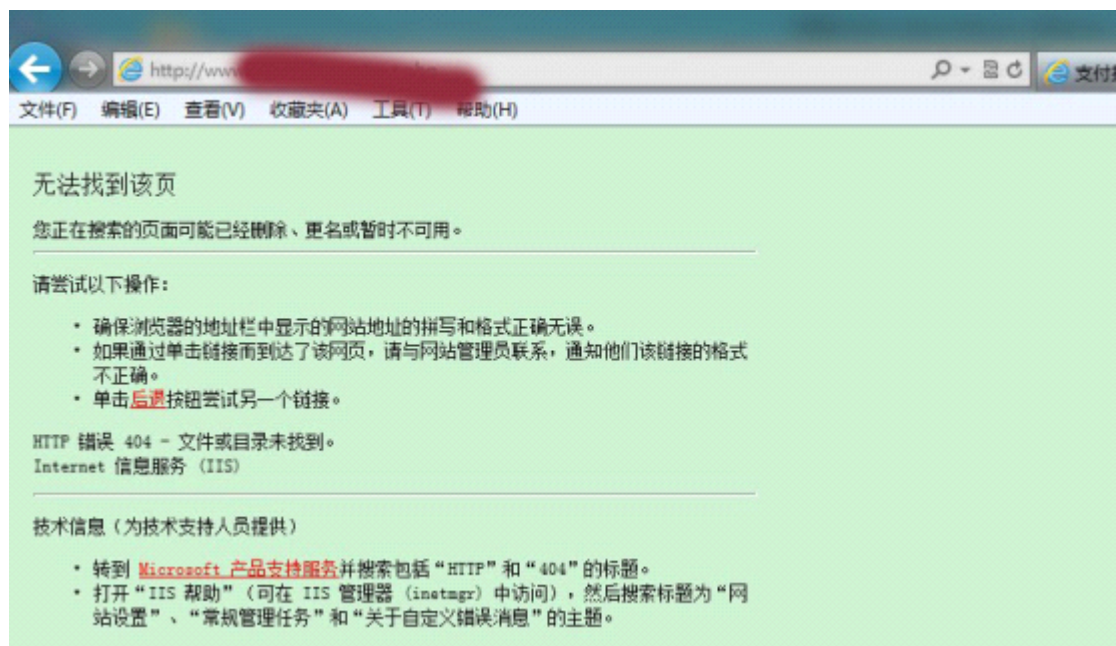 http://www
支付
文件(F) 编辑(E) 查看(V) 收藏夹(A) 工具(T) 帮助(H)
无法找到该页
您正在搜索的页面可能已经删除、更名或暂时不可用。
请尝试以下操作:
• 确保浏览器的地址栏中显示的网站地址的拼写和格式正确无误。
• 如果通过单击链接而到达了该网页，请与网站管理员联系，通知他们该链接的格式
不正确。
• 单击后退按钮尝试另一个链接。
HTTP 错误 404 - 文件或目录未找到。
Internet 信息服务 (IIS)
技术信息（为技术支持人员提供）
• 转到 Microsoft 产品支持服务并搜索包括“HTTP”和“404”的标题。
• 打开“IIS 帮助”（可在 IIS 管理器 (inetmgr) 中访问），然后搜索标题为“网
站设置”、“常规管理任务”和“关于自定义错误消息”的主题。